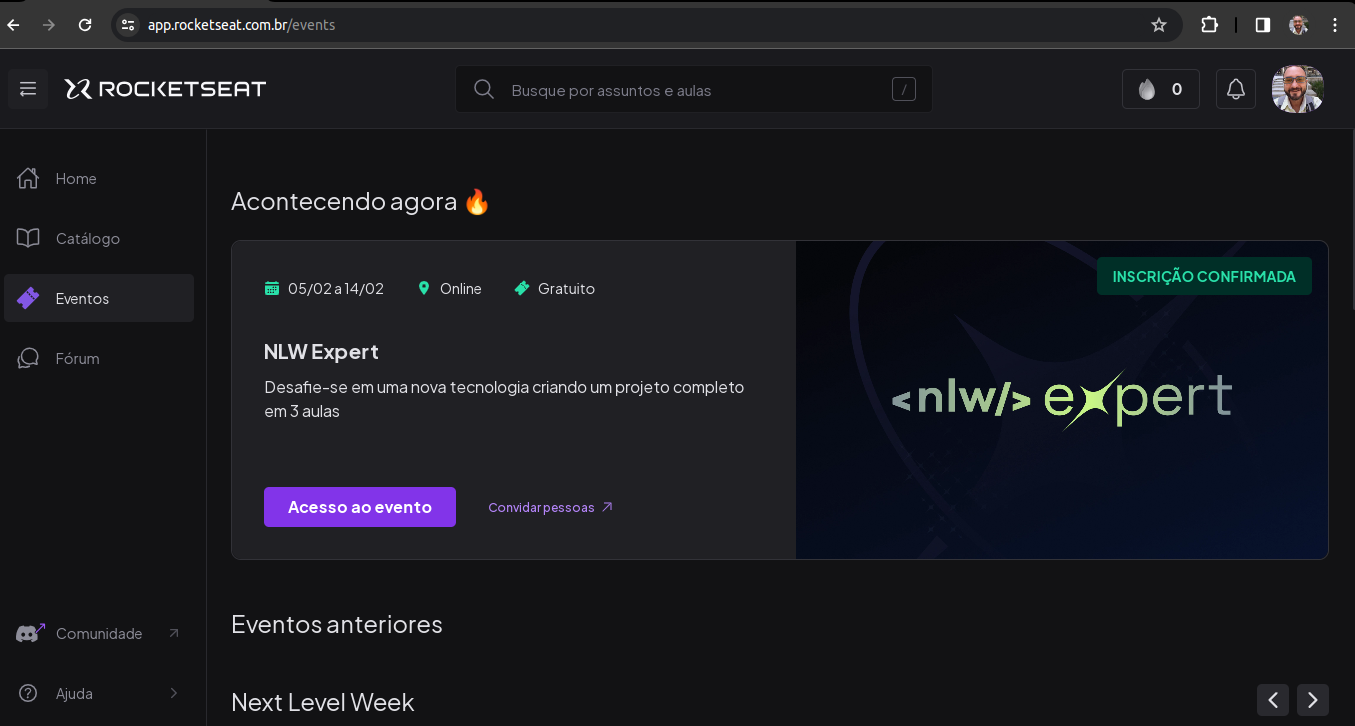 app.rocketseat.com.br/events
ROCKETSEAT
Busque por assuntos e aulas
/
0
Home
Catálogo
Eventos
Fórum
Comunidade
Ajuda
Acontecendo agora 🔥
05/02 a 14/02
Online
Gratuito
INSCRIÇÃO CONFIRMADA
NLW Expert
Desafie-se em uma nova tecnologia criando um projeto completo
em 3 aulas
<nlw/> expert
Acesso ao evento
Convidar pessoas
Eventos anteriores
Next Level Week